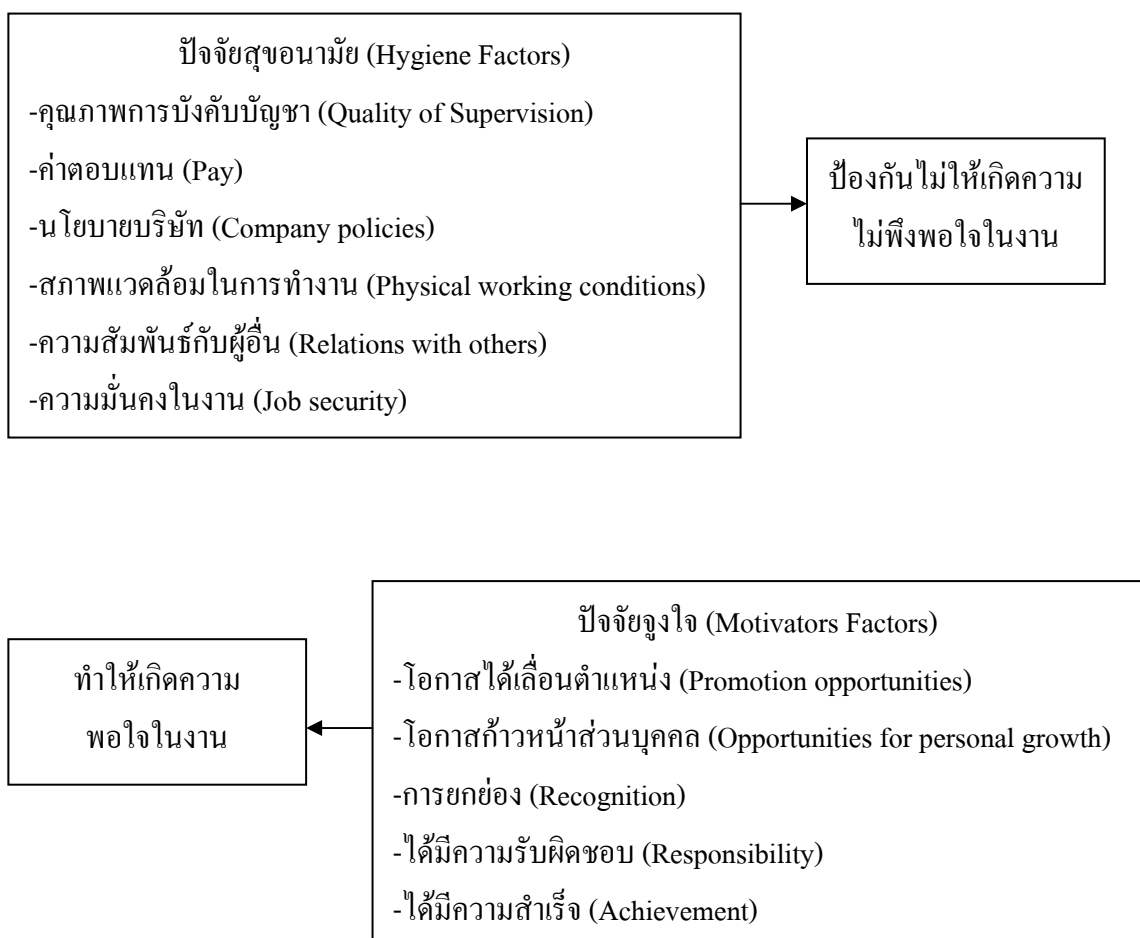 ปัจจัยสุขอนามัย (Hygiene Factors)
-คุณภาพการบังคับบัญชา (Quality of Supervision)
-ค่าตอบแทน (Pay)
-นโยบายบริษัท (Company policies)
-สภาพแวดล้อมในการทำงาน (Physical working conditions)
-ความสัมพันธ์กับผู้อื่น (Relations with others)
-ความมั่นคงในงาน (Job security)
ป้องกันไม่ให้เกิดความ
ไม่พึงพอใจในงาน
ทำให้เกิดความ
พอใจในงาน
ปัจจัยจูงใจ (Motivators Factors)
-โอกาสได้เลื่อนตำแหน่ง (Promotion opportunities)
-โอกาสก้าวหน้าส่วนบุคคล (Opportunities for personal growth)
-การยกย่อง (Recognition)
-ได้มีความรับผิดชอบ (Responsibility)
-ได้มีความสำเร็จ (Achievement)